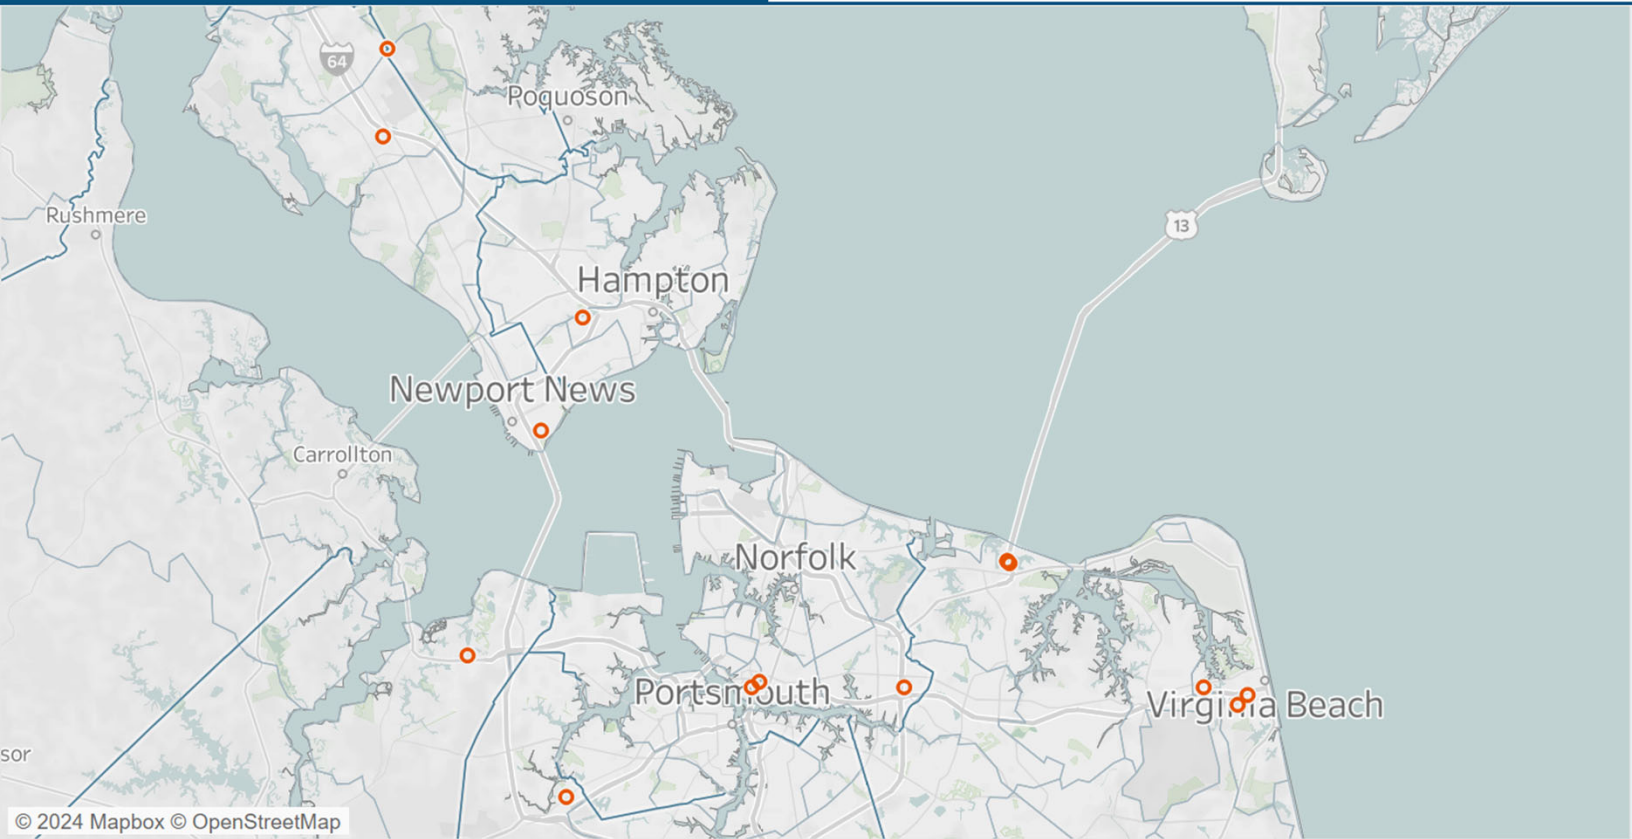 64
Poquoson
Rushmere
13
Hampton
Newport News
Carrollton
Norfolk
Portsmouth
Virginia Beach
sor
© 2024 Mapbox © OpenStreetMap